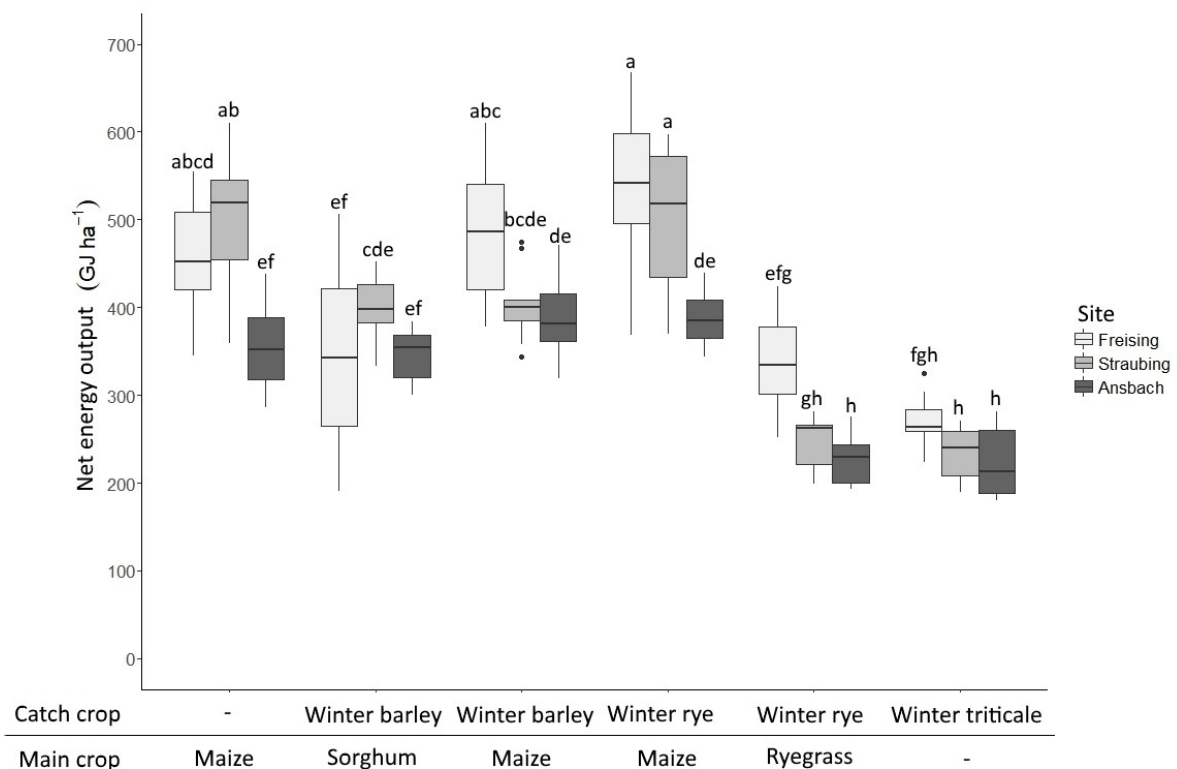 Net energy output (GJ ha⁻¹)
700
600
500
400
300
200
100
0
abcd
ab
ef
ef
cde
ef
abc
bcde
de
a
a
de
efg
gh
h
fgh
h
h
Site
Freising
Straubing
Ansbach
Catch crop - Winter barley Winter barley Winter rye Winter rye Winter triticale
Main crop Maize Sorghum Maize Maize Ryegrass -